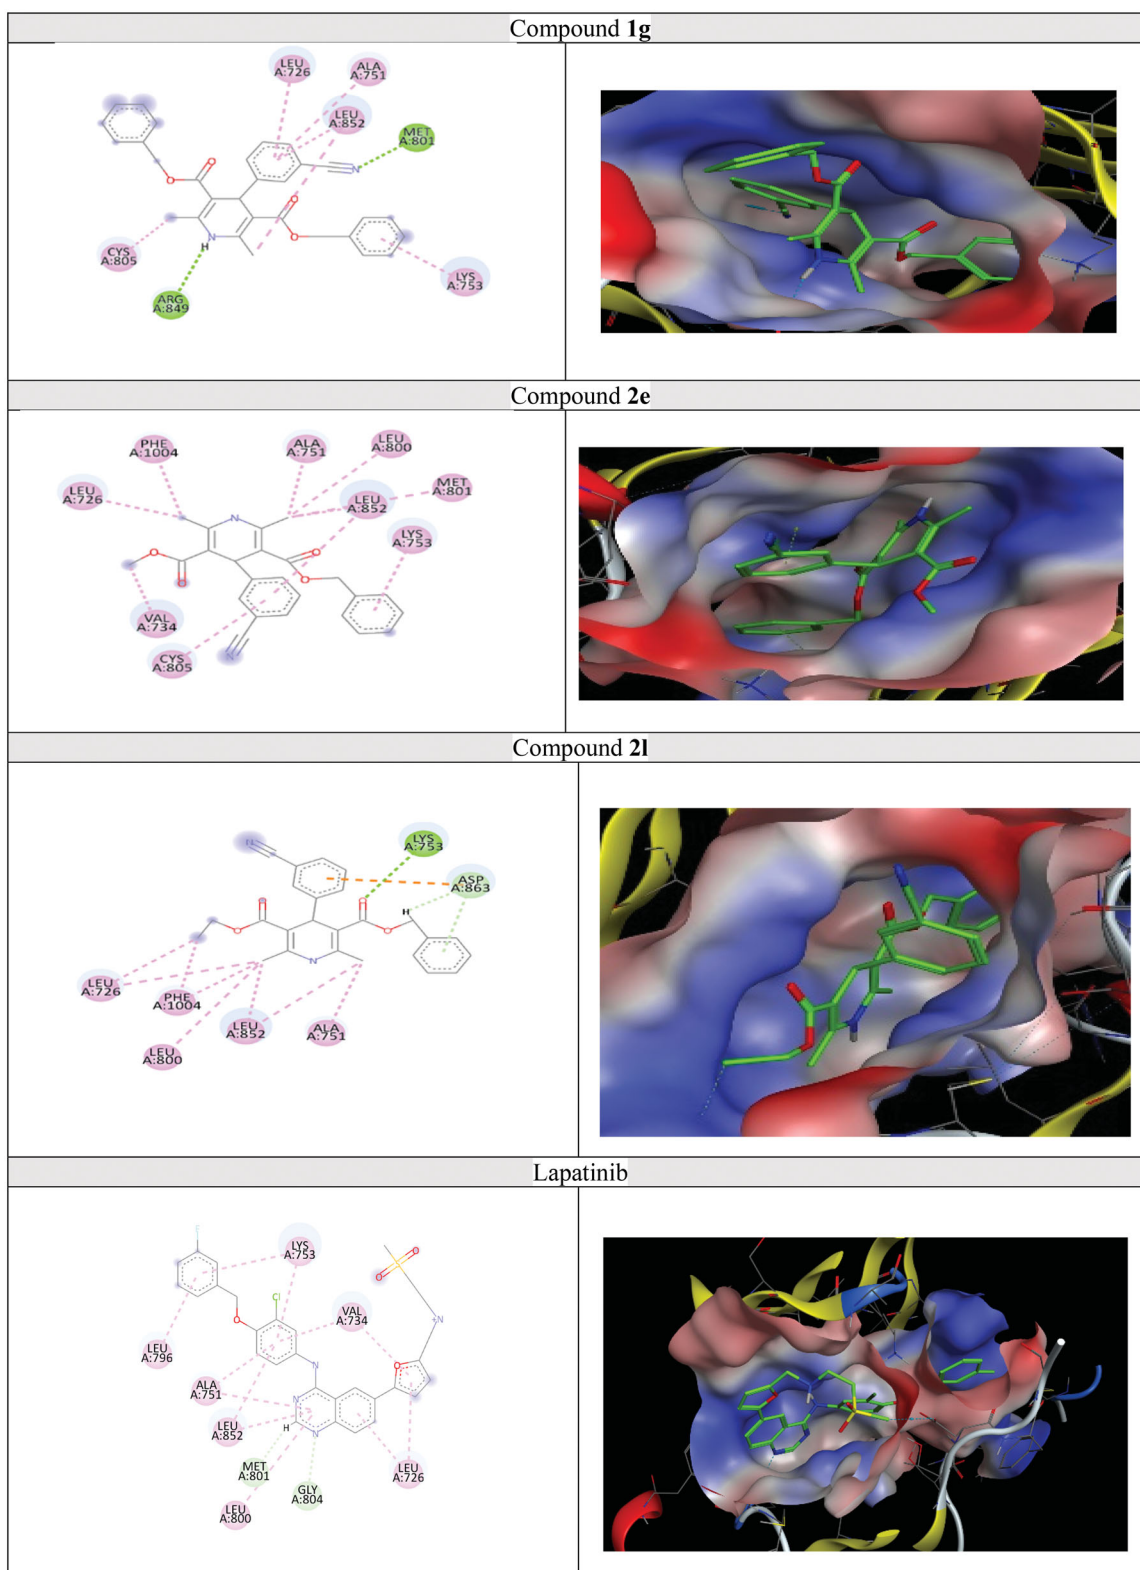 Compound 1g
LEU
A:726
ALA
A:751
LEU
A:852
MET
A:801
O
O
N
O
O
N
H
CYS
A:805
LYS
A:753
ARG
A:849
Compound 2e
PHE
A:1004
ALA
A:751
LEU
A:800
LEU
A:726
MET
A:801
LEU
A:852
LYS
A:753
N
O
O
O
O
N
VAL
A:734
CYS
A:805
Compound 2l
LYS
A:753
ASP
A:863
N
H
O
O
O
O
N
LEU
A:726
PHE
A:1004
LEU
A:852
ALA
A:751
LEU
A:800
Lapatinib
LYS
A:753
F
O
O
S
Cl
VAL
A:734
N
O
LEU
A:796
O
N
ALA
A:751
N
LEU
A:852
H
N
MET
A:801
GLY
A:804
LEU
A:726
LEU
A:800